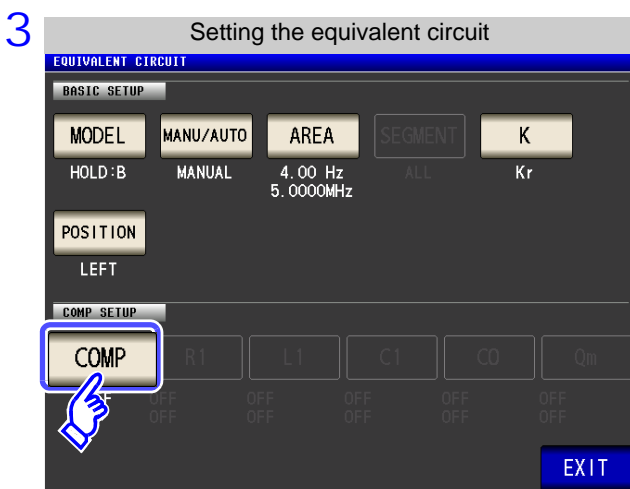 3
Setting the equivalent circuit
EQUIVALENT CIRCUIT
BASIC SETUP
MODEL MANU/AUTO AREA SEGMENT K
HOLD:B MANUAL 4.00 Hz ALL Kr
5.0000MHz
POSITION
LEFT
COMP SETUP
COMP R1 L1 C1 C0 Qm
OFF OFF OFF OFF OFF
OFF OFF OFF OFF OFF
EXIT